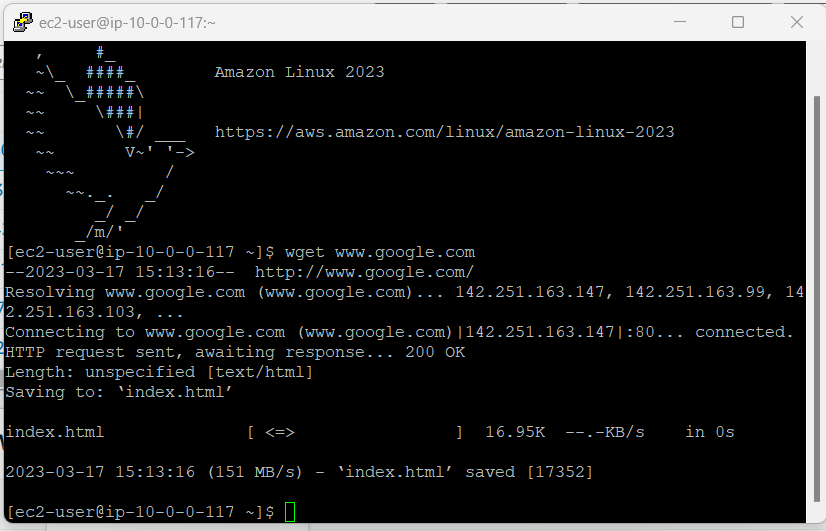 ec2-user@ip-10-0-0-117:~
   ,     #_
   ~\_  ####_        Amazon Linux 2023
  ~~  \_#####\
  ~~     \###|
  ~~       \#/ ___   https://aws.amazon.com/linux/amazon-linux-2023
   ~~       V~' '->
    ~~~         /
      ~~._.   _/
         _/ _/
       _/m/'
[ec2-user@ip-10-0-0-117 ~]$ wget www.google.com
--2023-03-17 15:13:16--  http://www.google.com/
Resolving www.google.com (www.google.com)... 142.251.163.147, 142.251.163.99, 14
2.251.163.103, ...
Connecting to www.google.com (www.google.com)|142.251.163.147|:80... connected.
HTTP request sent, awaiting response... 200 OK
Length: unspecified [text/html]
Saving to: ‘index.html’
index.html              [ <=>                ]  16.95K  --.-KB/s    in 0s
2023-03-17 15:13:16 (151 MB/s) - ‘index.html’ saved [17352]
[ec2-user@ip-10-0-0-117 ~]$